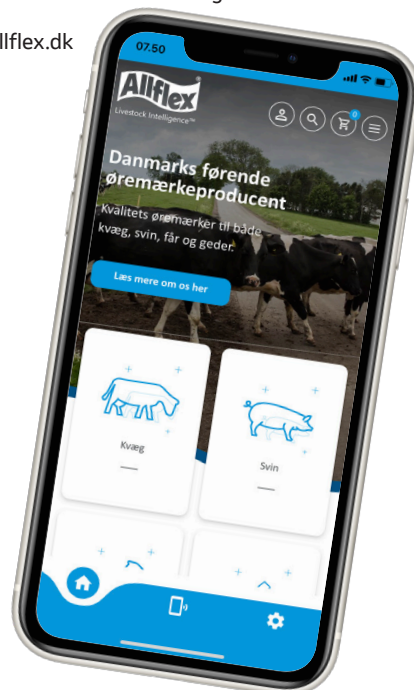 llflex.dk
07.50
Allflex
Livestock Intelligence™
0
Danmarks førende
øremærkeproducent
Kvalitets øremærker til både
kvæg, svin, får og geder.
Læs mere om os her
Kvæg
Svin